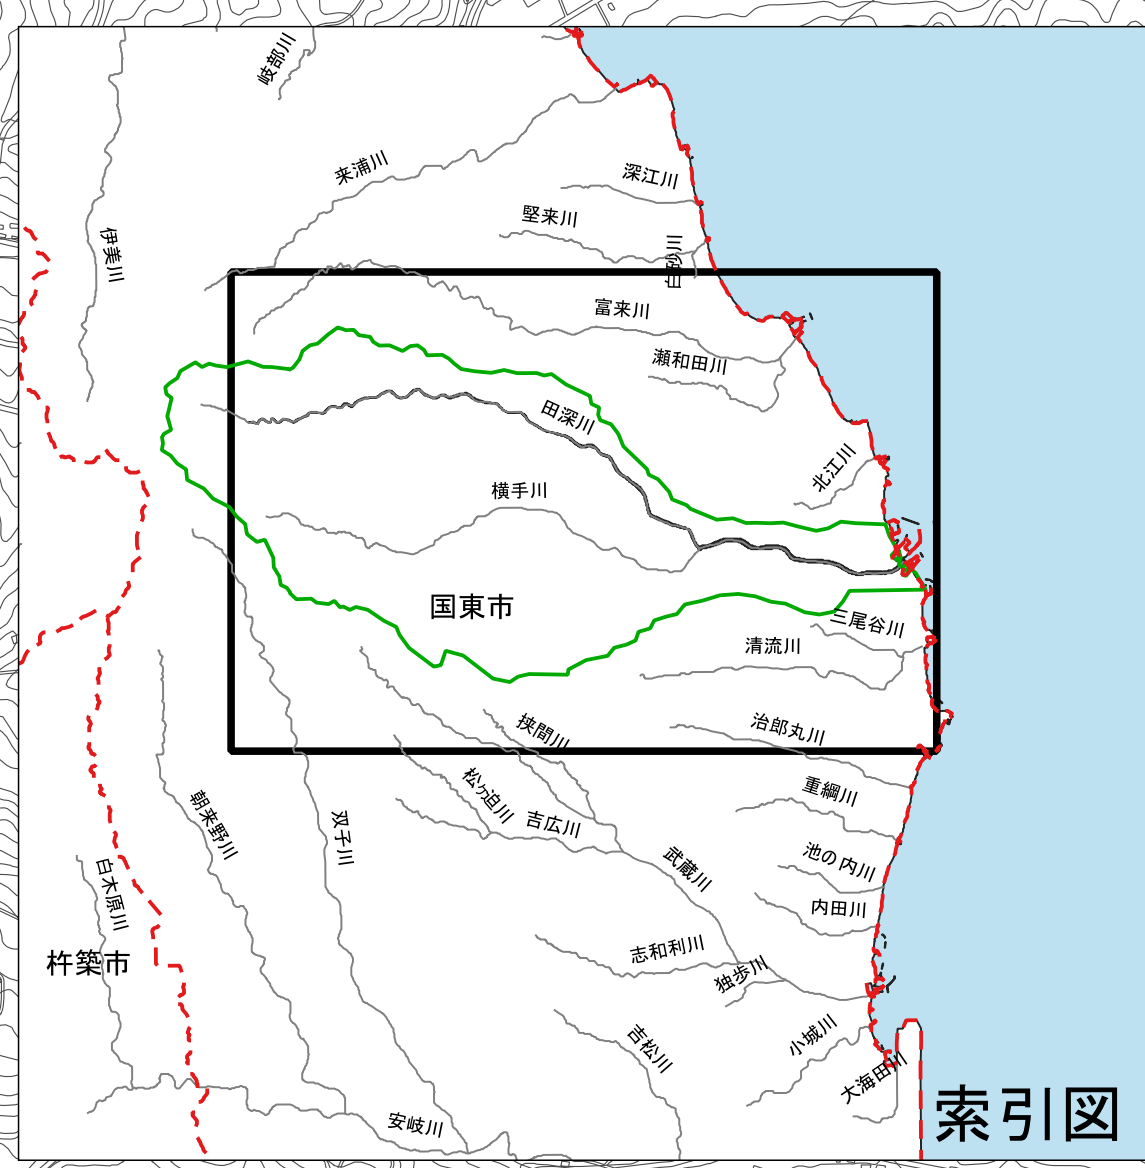 岐部川
来浦川
深江川
堅来川
伊美川
白砂川
富来川
瀬和田川
田深川
北江川
横手川
国東市
三尾谷川
清流川
治郎丸川
挟間川
松ヶ迫川
重綱川
朝来野川
双子川
吉広川
武蔵川
池の内川
白木原川
内田川
志和利川
杵築市
独歩川
小城川
吉松川
大海田川
安岐川
索引図